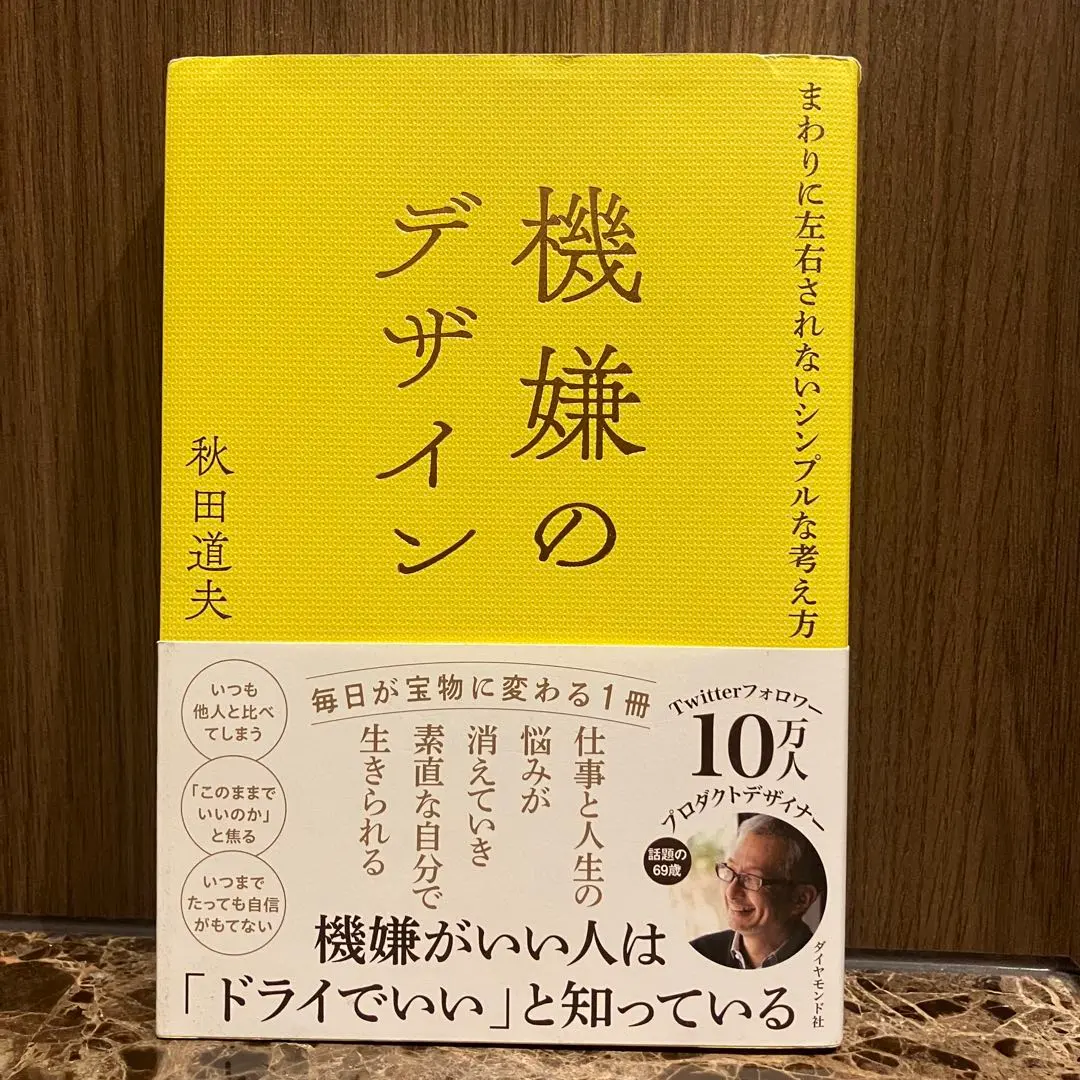 まわりに左右されないシンプルな考え方
機嫌の
デザイン
秋田道夫
毎日が宝物に変わる1冊
仕事と人生の
悩みが
消えていき
素直な自分で
生きられる
いつも
他人と比べ
てしまう
「このままで
いいのか」
と焦る
いつまで
たっても自信
がもてない
Twitterフォロワー
10万人
プロダクトデザイナー
話題の
69歳
機嫌がいい人は
「ドライでいい」と知っている
ダイヤモンド社